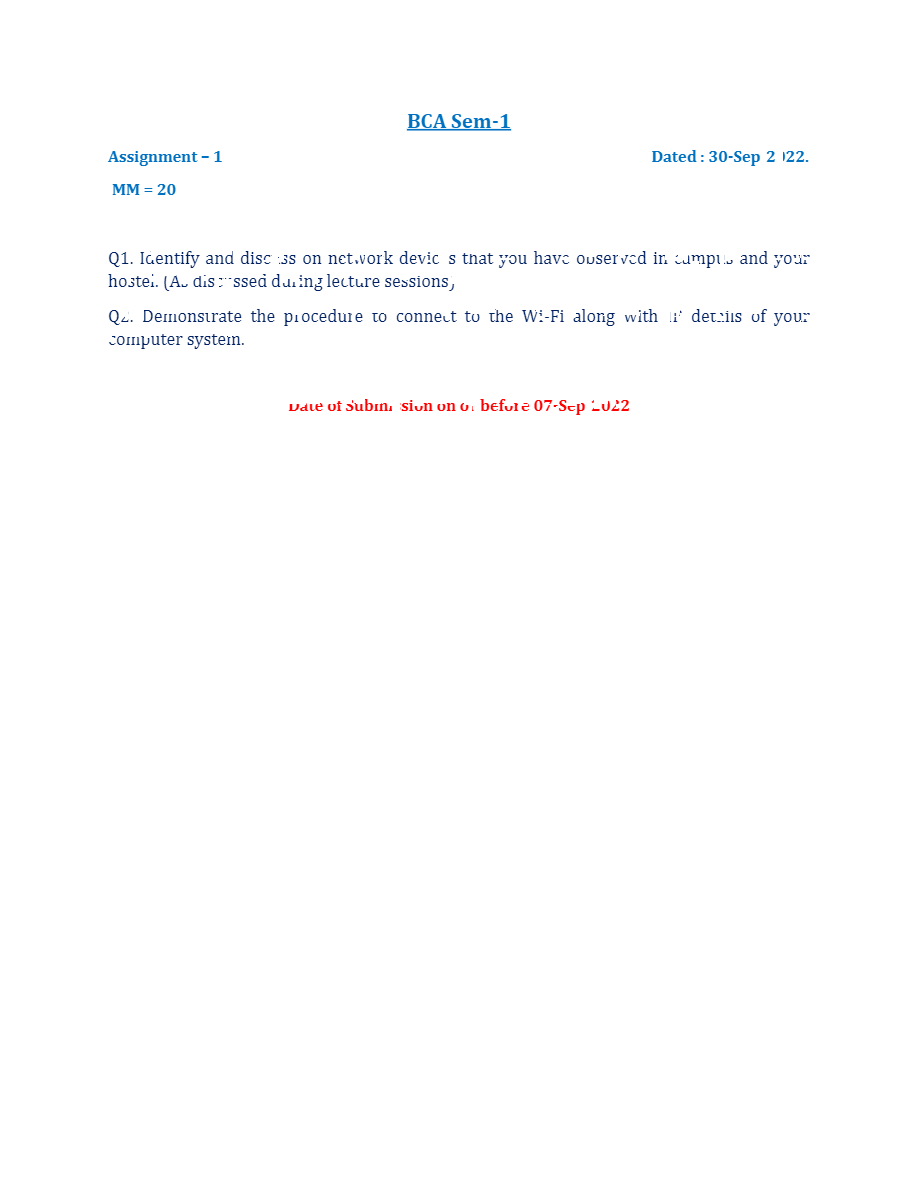 BCA Sem-1
Assignment – 1 Dated : 30-Sep 2022.
MM = 20
Q1. Identify and discuss on network devices that you have observed in campus and your
hostel. (As discussed during lecture sessions)
Q2. Demonstrate the procedure to connect to the Wi-Fi along with details of your
computer system.
Date of Submission on or before 07-Sep 2022